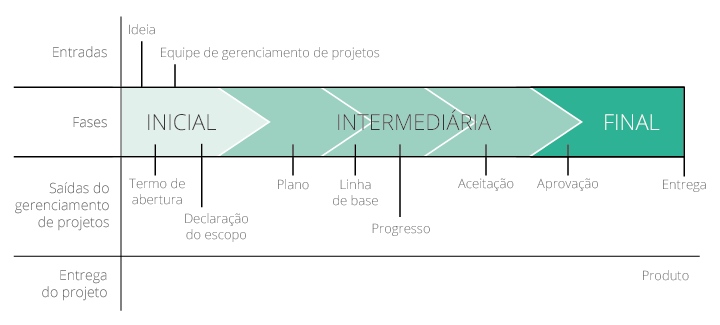 Ideia
Entradas
Equipe de gerenciamento de projetos
Fases
INICIAL
INTERMEDIÁRIA
FINAL
Saídas do
gerenciamento
de projetos
Termo de
abertura
Declaração
do escopo
Plano
Linha
de base
Progresso
Aceitação
Aprovação
Entrega
Entrega
do projeto
Produto